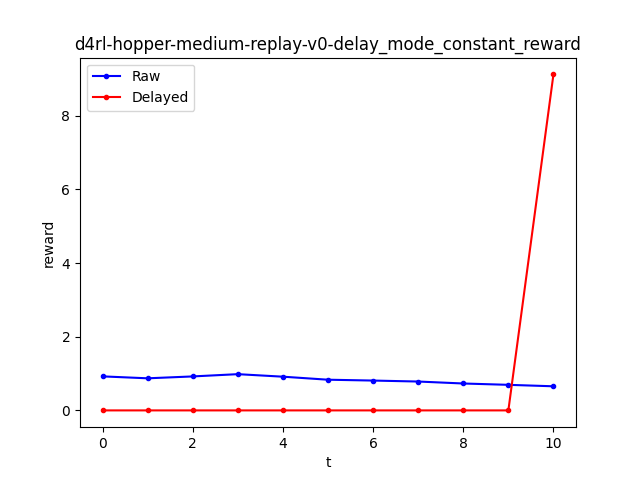 d4rl-hopper-medium-replay-v0-delay_mode_constant_reward
Raw
Delayed
reward
8
6
4
2
0
0 2 4 6 8 10
t